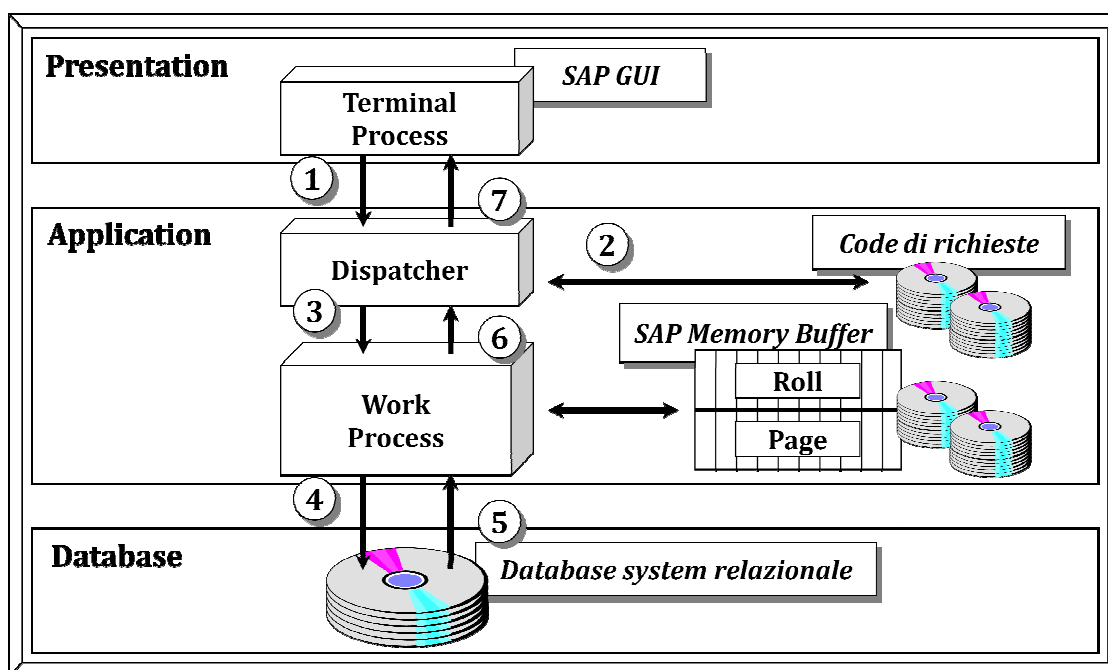 Presentation
SAP GUI
Terminal
Process
1
7
Application
2
Code di richieste
Dispatcher
3
6
SAP Memory Buffer
Roll
Work
Process
Page
4
5
Database
Database system relazionale